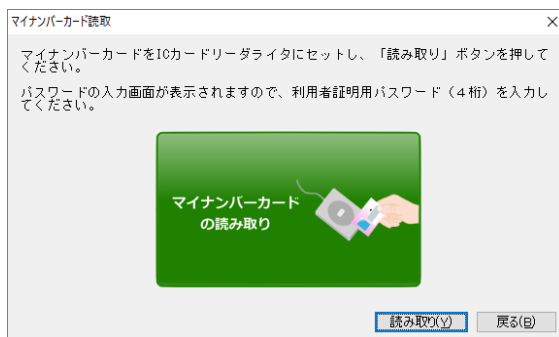 マイナンバーカード読取
マイナンバーカードをICカードリーダライタにセットし、「読み取り」ボタンを押して
ください。
パスワードの入力画面が表示されますので、利用者証明用パスワード（４桁）を入力し
てください。
マイナンバーカード
の読み取り
読み取り(Y)
戻る(B)